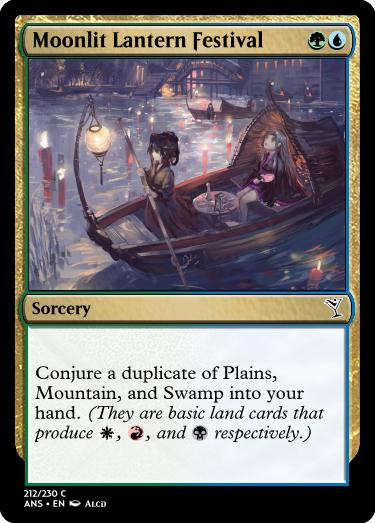 Moonlit Lantern Festival
Sorcery
Conjure a duplicate of Plains,
Mountain, and Swamp into your
hand. (They are basic land cards that
produce , , and respectively.)
212/230 C
ANS • EN Alcd